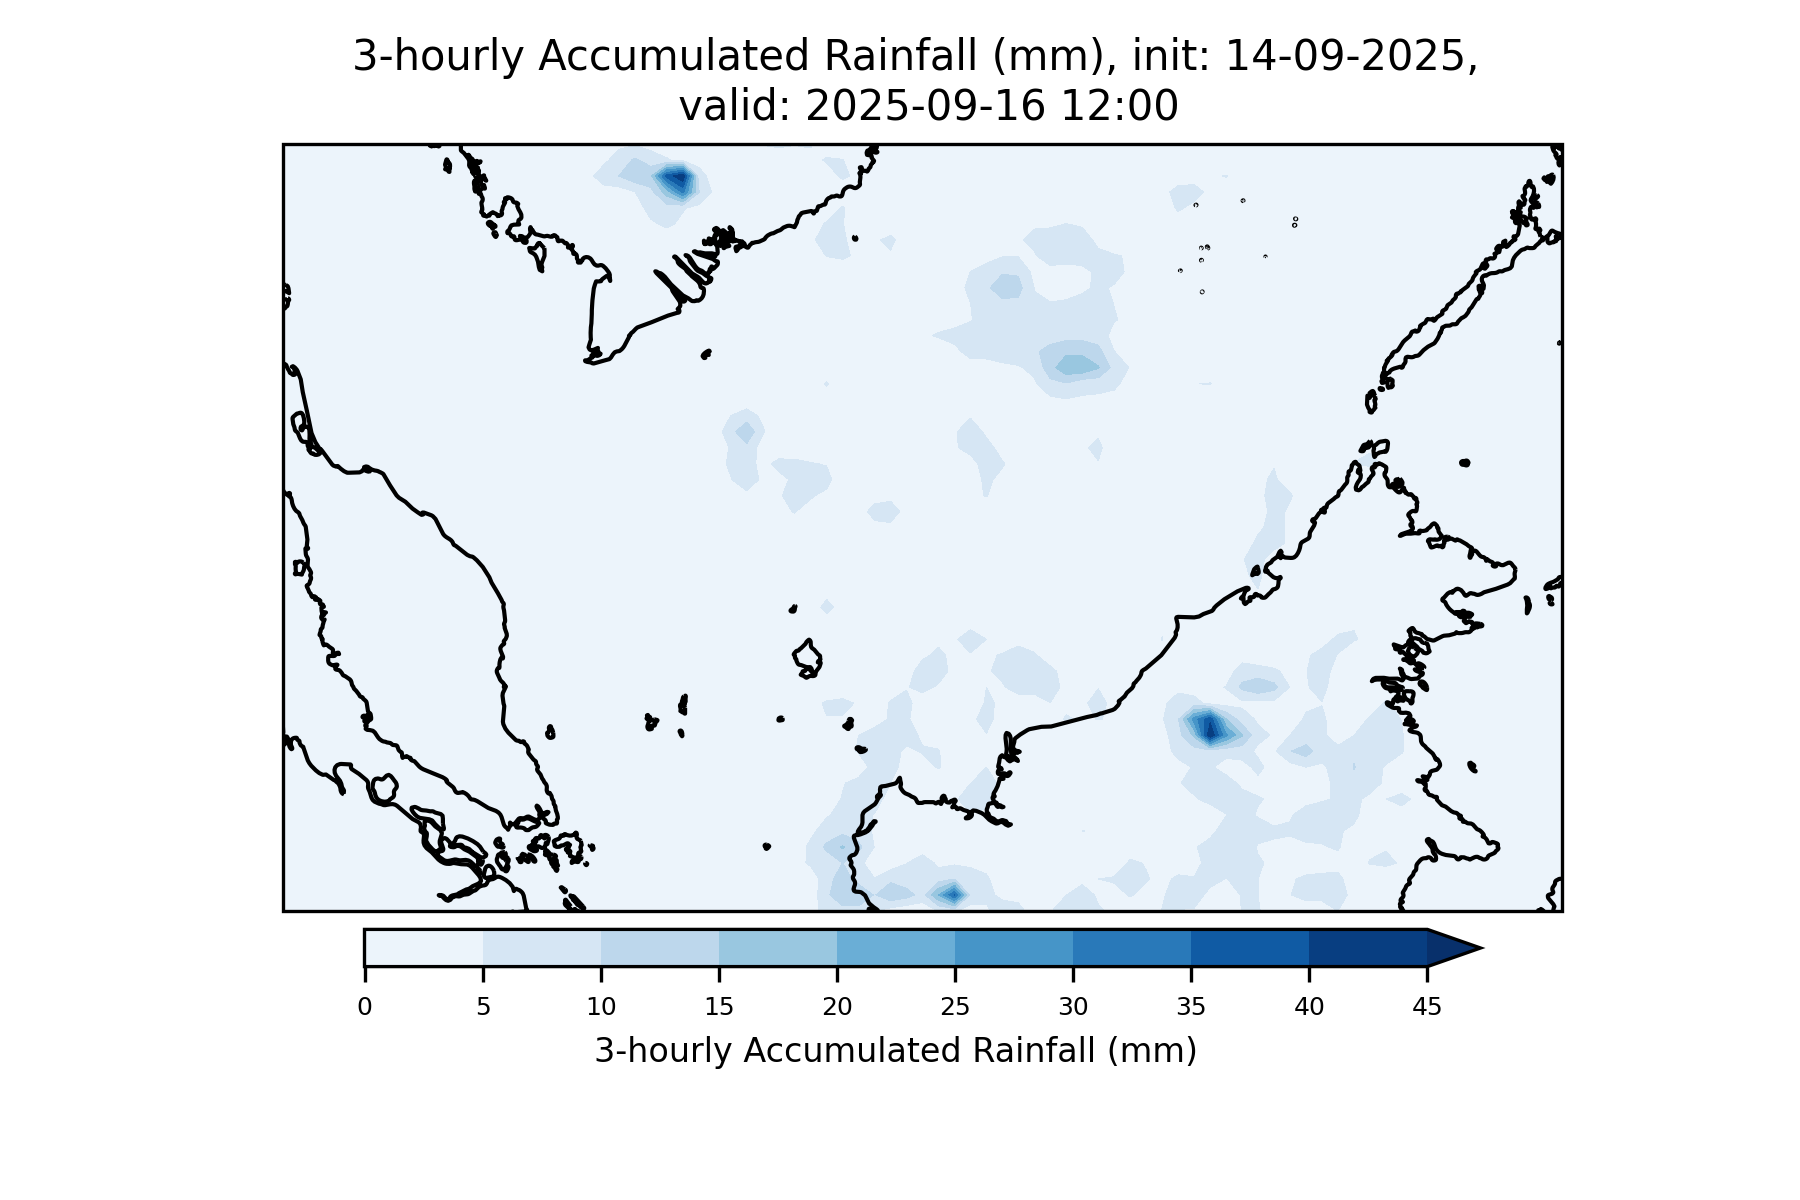 3-hourly Accumulated Rainfall (mm), init: 14-09-2025,
valid: 2025-09-16 12:00
0 5 10 15 20 25 30 35 40 45
3-hourly Accumulated Rainfall (mm)